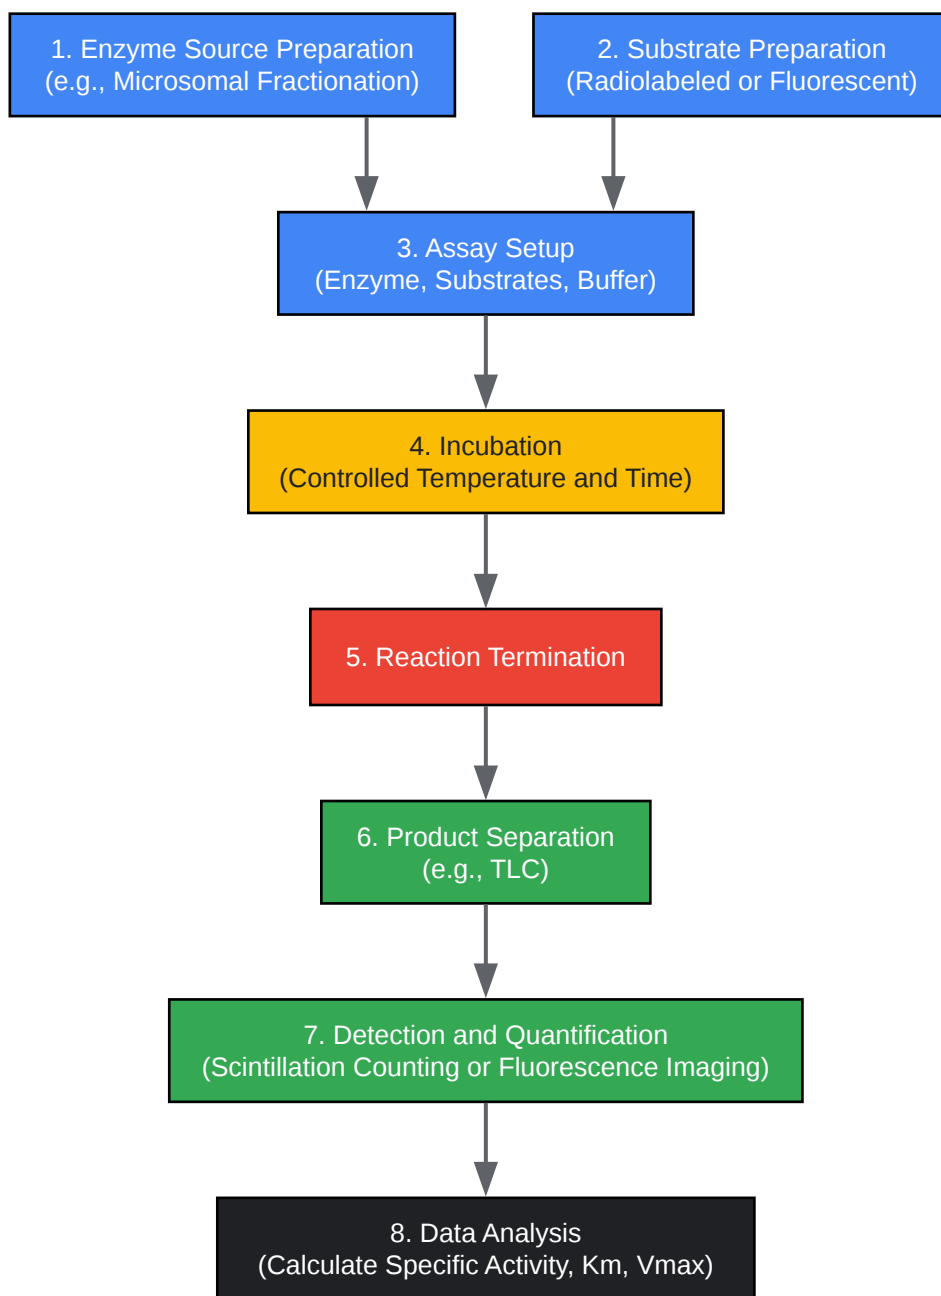 1. Enzyme Source Preparation
(e.g., Microsomal Fractionation)
2. Substrate Preparation
(Radiolabeled or Fluorescent)
3. Assay Setup
(Enzyme, Substrates, Buffer)
4. Incubation
(Controlled Temperature and Time)
5. Reaction Termination
6. Product Separation
(e.g., TLC)
7. Detection and Quantification
(Scintillation Counting or Fluorescence Imaging)
8. Data Analysis
(Calculate Specific Activity, Km, Vmax)